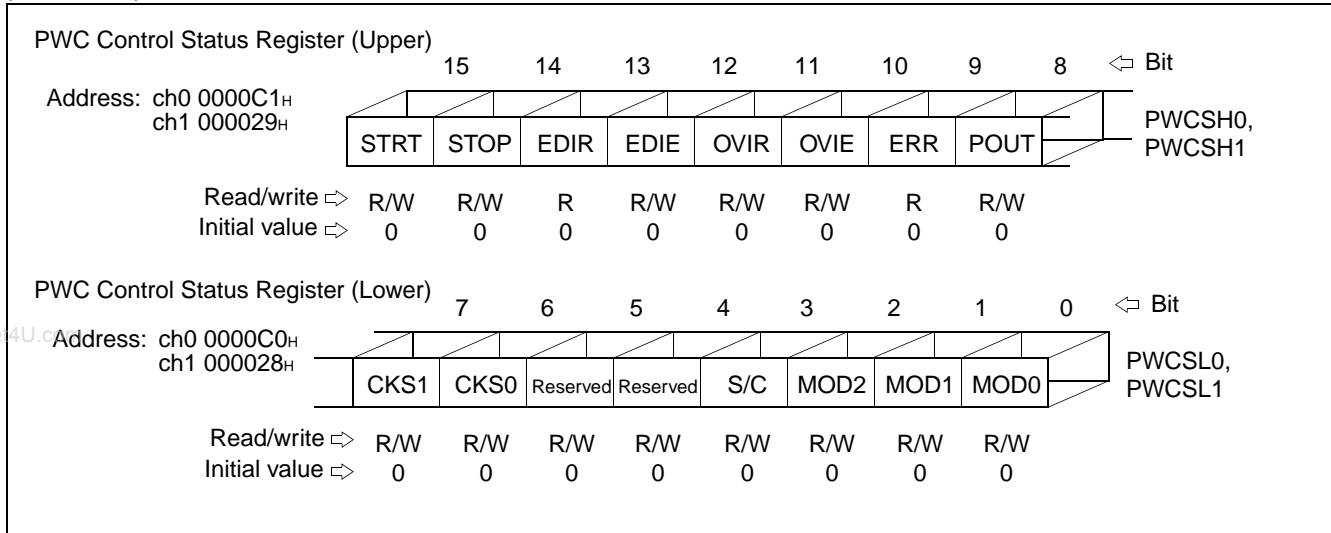 PWC Control Status Register (Upper)
15 14 13 12 11 10 9 8 ⇦ Bit
Address: ch0 0000C1H
ch1 000029H
STRT STOP EDIR EDIE OVIR OVIE ERR POUT
PWCSH0,
PWCSH1
Read/write ⇨ R/W R/W R R/W R/W R/W R R/W
Initial value ⇨ 0 0 0 0 0 0 0 0
PWC Control Status Register (Lower)
7 6 5 4 3 2 1 0 ⇦ Bit
Address: ch0 0000C0H
ch1 000028H
CKS1 CKS0 Reserved Reserved S/C MOD2 MOD1 MOD0
PWCSL0,
PWCSL1
Read/write ⇨ R/W R/W R/W R/W R/W R/W R/W R/W
Initial value ⇨ 0 0 0 0 0 0 0 0